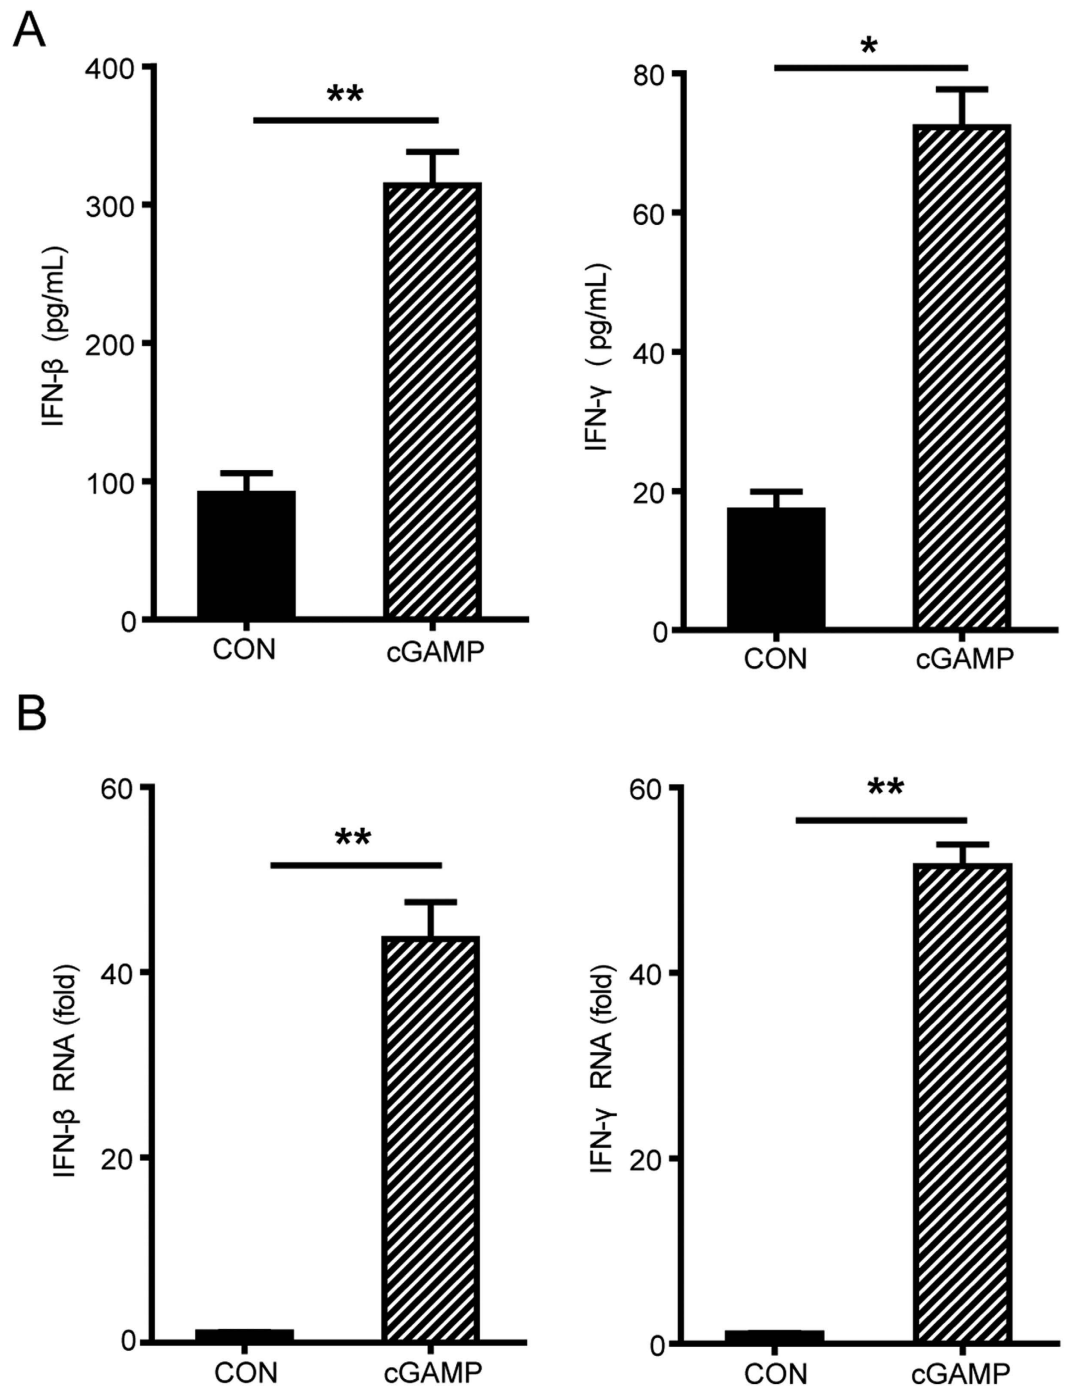 A
400
300
200
100
0
IFN-β (pg/mL)
**
CON
cGAMP
80
60
40
20
0
IFN-γ ( pg/mL)
*
CON
cGAMP
B
60
40
20
0
IFN-β RNA (fold)
**
CON
cGAMP
60
40
20
0
IFN-γ RNA (fold)
**
CON
cGAMP